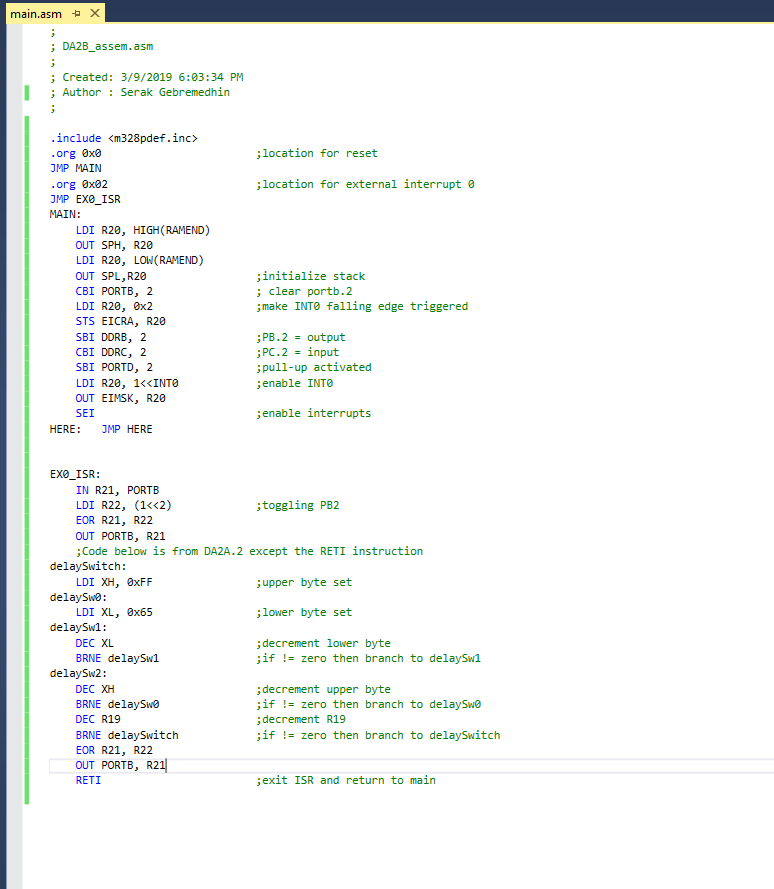 main.asm
;
; DA2B_assem.asm
;
; Created: 3/9/2019 6:03:34 PM
; Author : Serak Gebremedhin
;
.include <m328pdef.inc>
.org 0x0 ;location for reset
JMP MAIN
.org 0x02 ;location for external interrupt 0
JMP EX0_ISR
MAIN:
LDI R20, HIGH(RAMEND)
OUT SPH, R20
LDI R20, LOW(RAMEND)
OUT SPL,R20 ;initialize stack
CBI PORTB, 2 ; clear portb.2
LDI R20, 0x2 ;make INT0 falling edge triggered
STS EICRA, R20
SBI DDRB, 2 ;PB.2 = output
CBI DDRC, 2 ;PC.2 = input
SBI PORTD, 2 ;pull-up activated
LDI R20, 1<<INT0 ;enable INT0
OUT EIMSK, R20
SEI ;enable interrupts
HERE: JMP HERE
EX0_ISR:
IN R21, PORTB
LDI R22, (1<<2) ;toggling PB2
EOR R21, R22
OUT PORTB, R21
;Code below is from DA2A.2 except the RETI instruction
delaySwitch:
LDI XH, 0xFF ;upper byte set
delaySw0:
LDI XL, 0x65 ;lower byte set
delaySw1:
DEC XL ;decrement lower byte
BRNE delaySw1 ;if != zero then branch to delaySw1
delaySw2:
DEC XH ;decrement upper byte
BRNE delaySw0 ;if != zero then branch to delaySw0
DEC R19 ;decrement R19
BRNE delaySwitch ;if != zero then branch to delaySwitch
EOR R21, R22
OUT PORTB, R21
RETI ;exit ISR and return to main